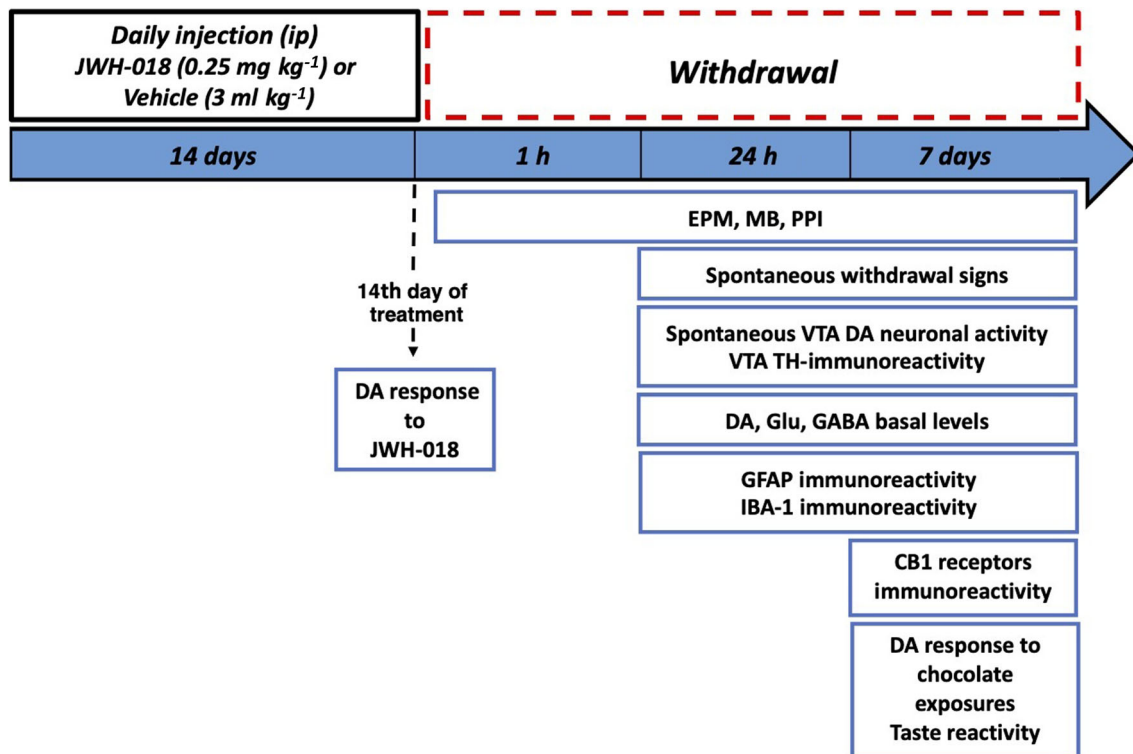 Daily injection (ip)
JWH-018 (0.25 mg kg⁻¹) or
Vehicle (3 ml kg⁻¹)
Withdrawal
14 days
1 h
24 h
7 days
EPM, MB, PPI
Spontaneous withdrawal signs
14th day of
treatment
Spontaneous VTA DA neuronal activity
VTA TH-immunoreactivity
DA response
to
JWH-018
DA, Glu, GABA basal levels
GFAP immunoreactivity
IBA-1 immunoreactivity
CB1 receptors
immunoreactivity
DA response to
chocolate
exposures
Taste reactivity